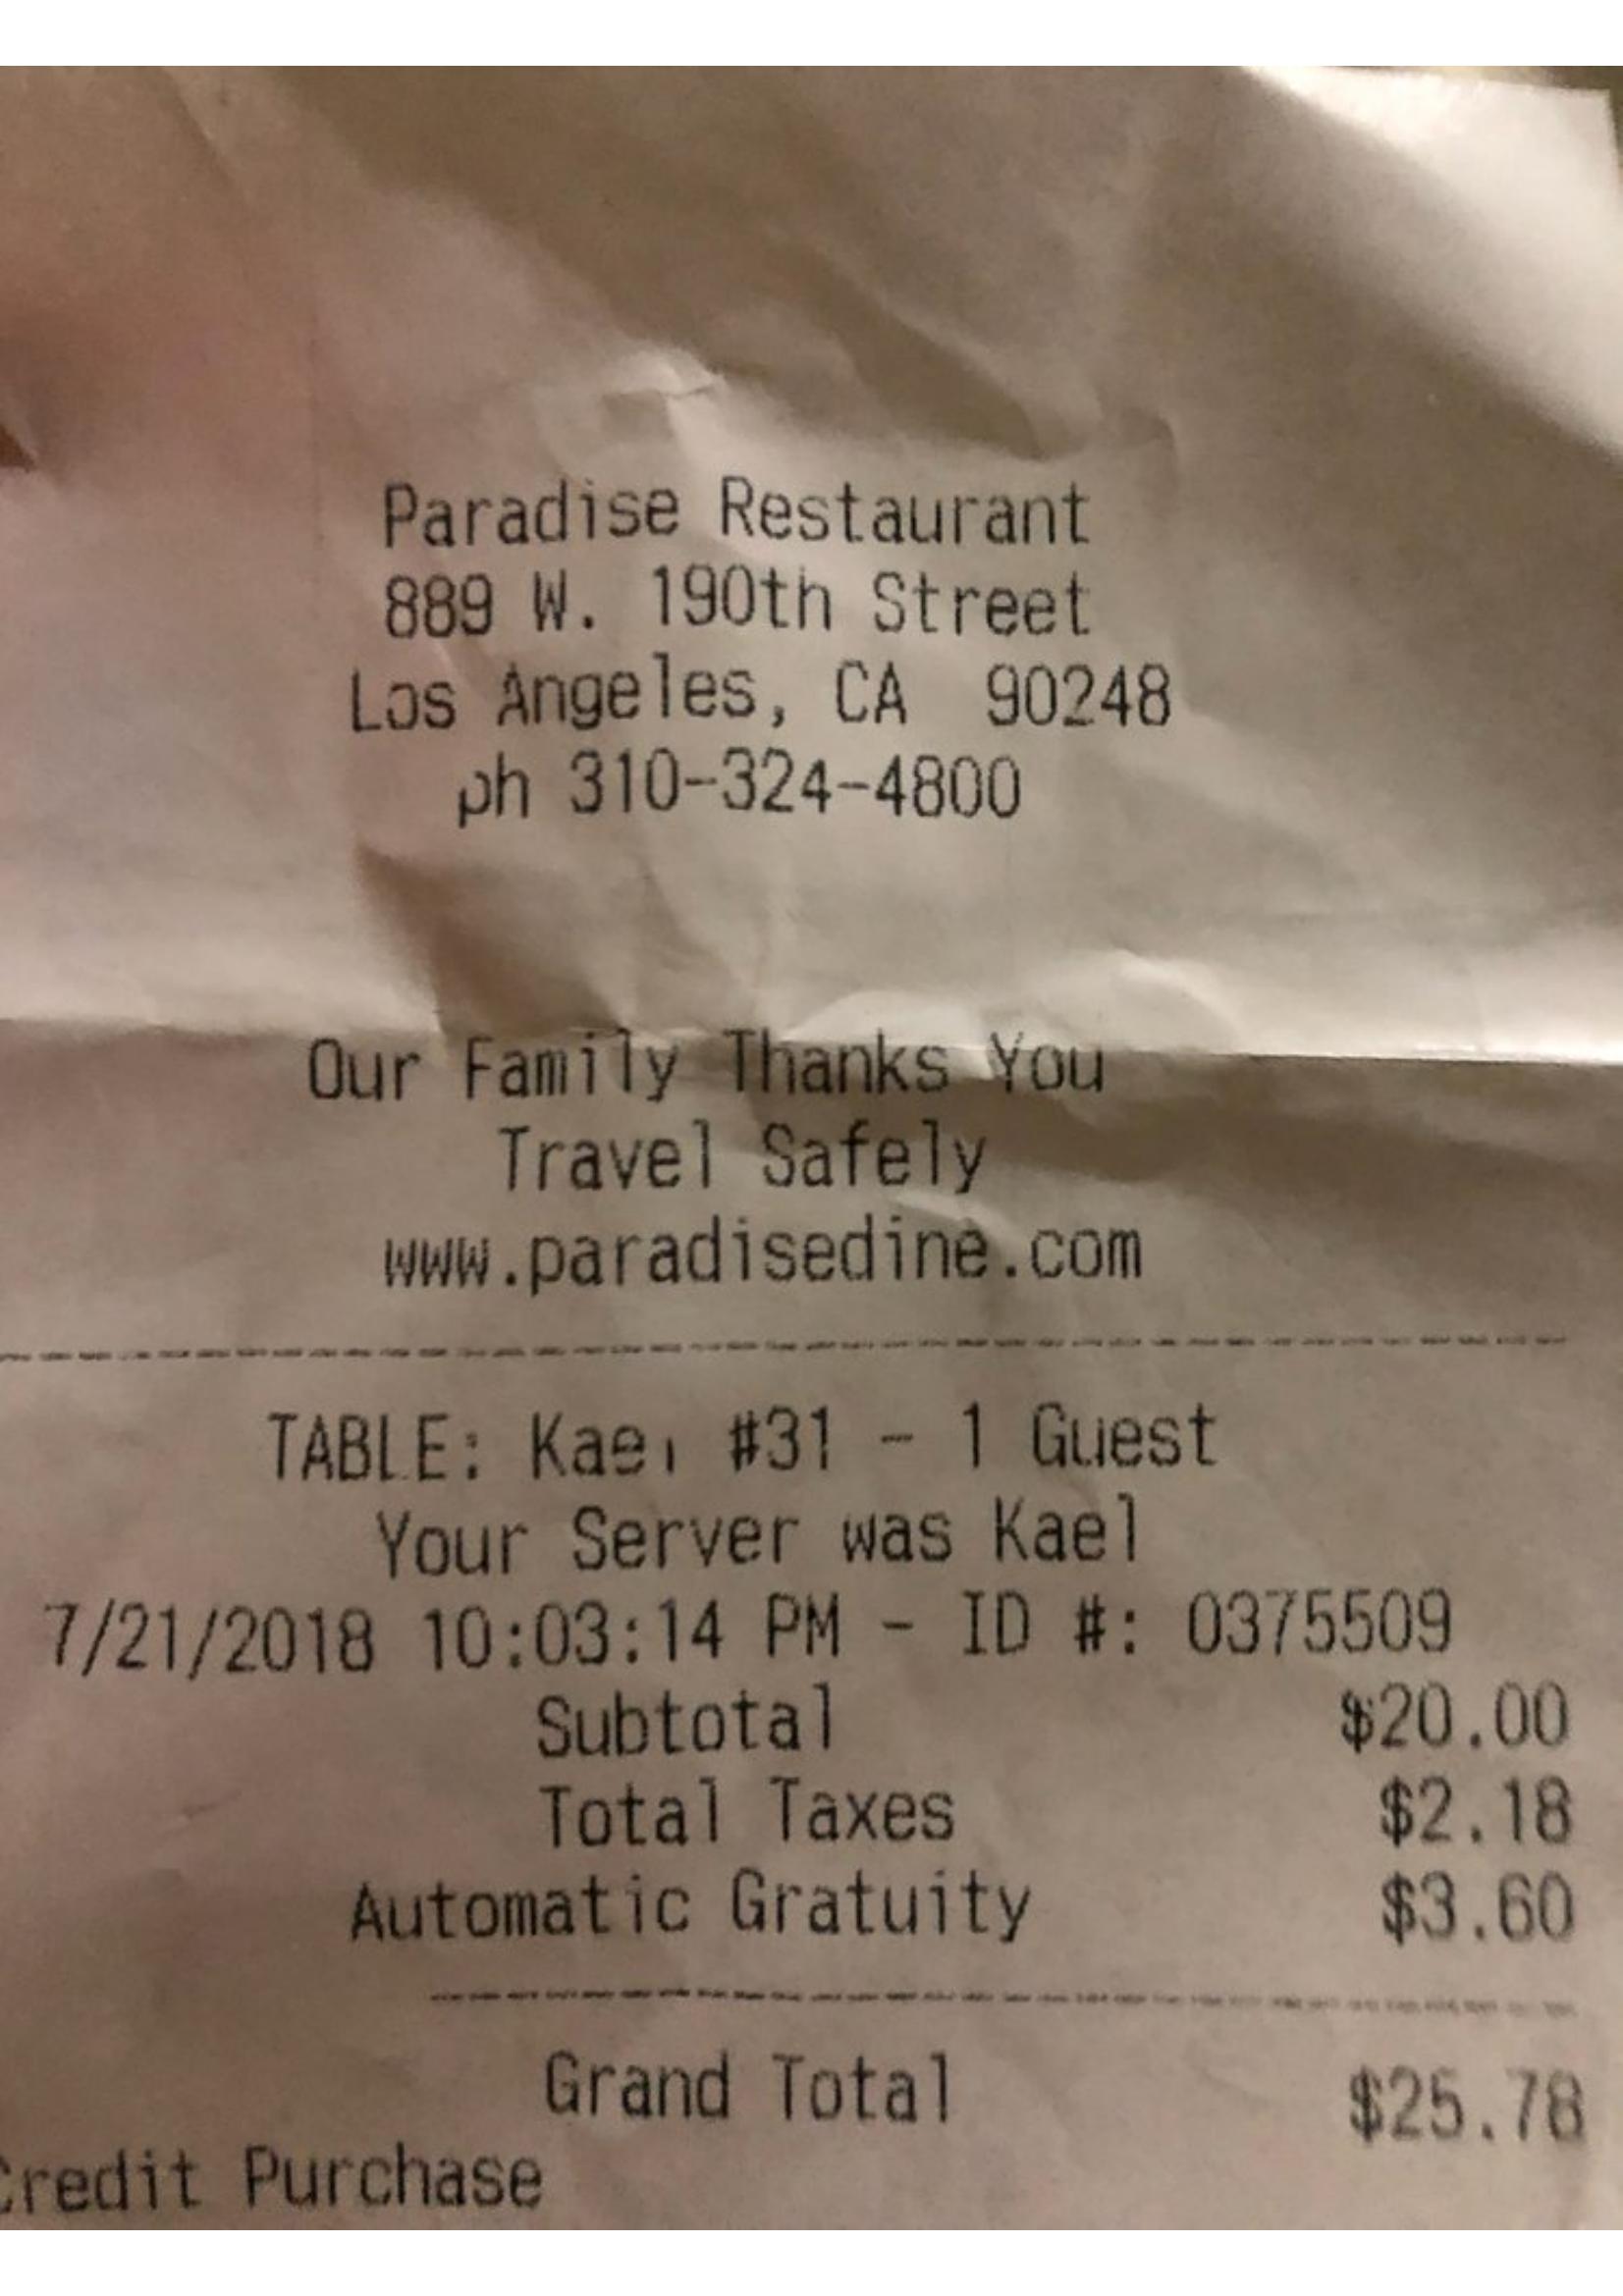 Paradise Restaurant
889 W. 190th Street
Los Angeles, CA 90248
ph 310-324-4800
Our Family Thanks You
Travel Safely
www.paradisedine.com
TABLE: Kael #31 - 1 Guest
Your Server was Kael
7/21/2018 10:03:14 PM - ID #: 0375509
Subtotal $20.00
Total Taxes $2.18
Automatic Gratuity $3.60
Grand Total $25.78
Credit Purchase